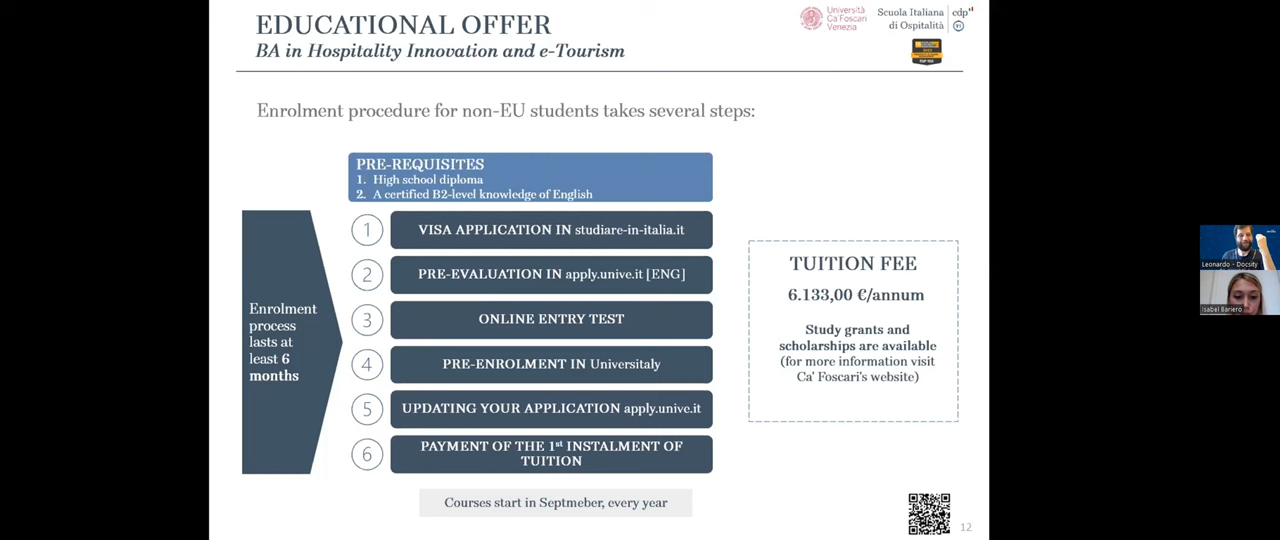 EDUCATIONAL OFFER
BA in Hospitality Innovation and e-Tourism
Università
Ca'Foscari
Venezia
Scuola Italiana
di Ospitalità
cdp
Enrolment procedure for non-EU students takes several steps:
PRE-REQUISITES
1. High school diploma
2. A certified B2-level knowledge of English
Enrolment
process
lasts at
least 6
months
1 VISA APPLICATION IN studiare-in-italia.it
2 PRE-EVALUATION IN apply.unive.it [ENG]
3 ONLINE ENTRY TEST
4 PRE-ENROLMENT IN Universitaly
5 UPDATING YOUR APPLICATION apply.unive.it
6 PAYMENT OF THE 1st INSTALMENT OF
TUITION
TUITION FEE
6.133,00 €/annum
Study grants and
scholarships are available
(for more information visit
Ca' Foscari's website)
Courses start in Septmeber, every year
12
Leonardo - Docsity
Isabel Bariero